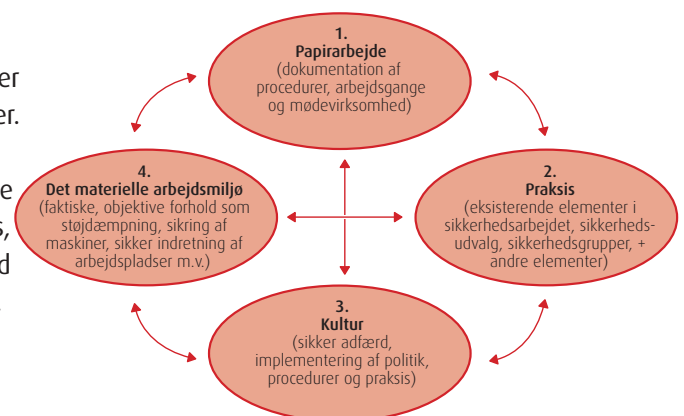 er
er.
e
s,
d
1.
Papirarbejde
(dokumentation af
procedurer, arbejdsgange
og mødevirksomhed)
2.
Praksis
(eksisterende elementer i
sikkerhedsarbejdet, sikkerheds-
udvalg, sikkerhedsgrupper, +
andre elementer)
3.
Kultur
(sikker adfærd,
implementering af politik,
procedurer og praksis)
4.
Det materielle arbejdsmiljø
(faktiske, objektive forhold som
støjdæmpning, sikring af
maskiner, sikker indretning af
arbejdspladser m.v.)